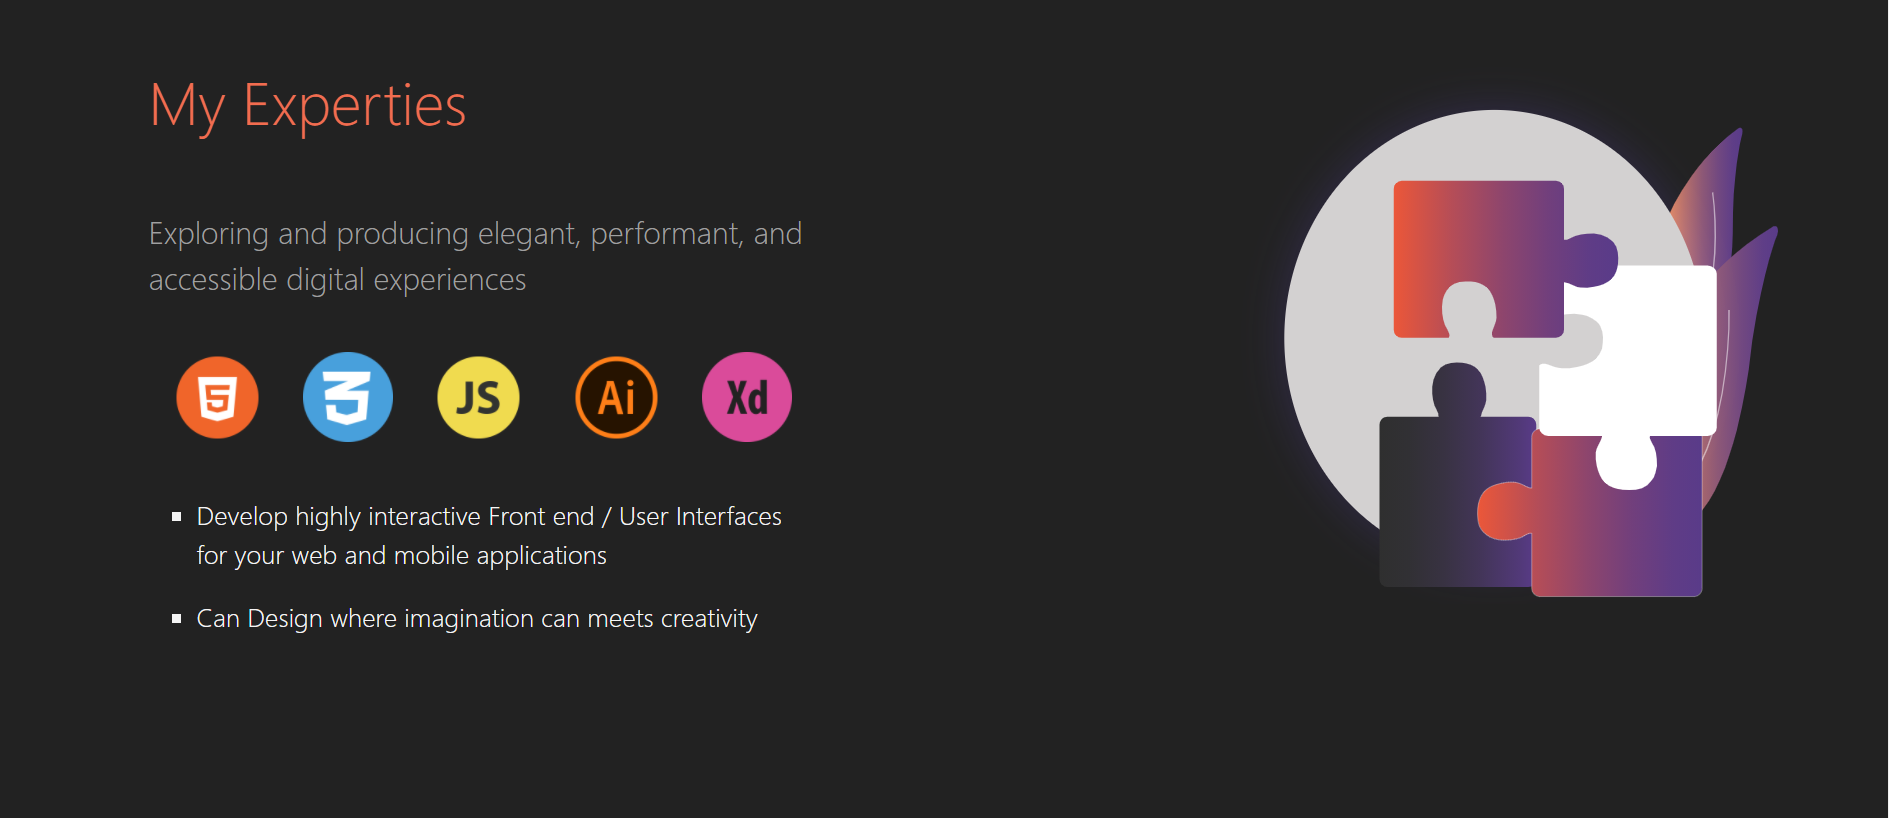 My Experties
Exploring and producing elegant, performant, and
accessible digital experiences
5 3 JS Ai Xd
Develop highly interactive Front end / User Interfaces
for your web and mobile applications
Can Design where imagination can meets creativity